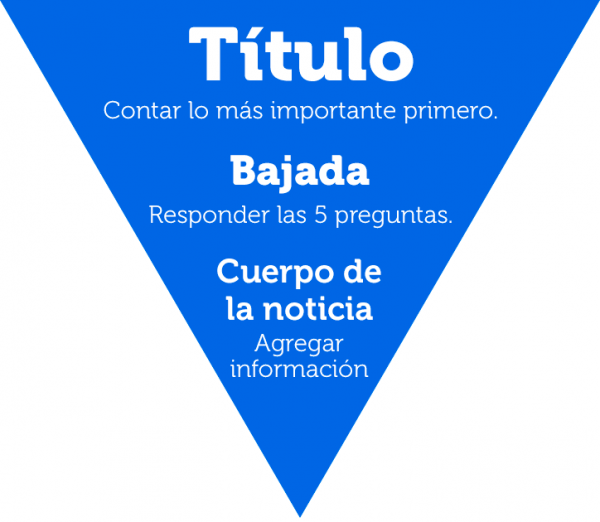 Título
Contar lo más importante primero.
Bajada
Responder las 5 preguntas.
Cuerpo de
la noticia
Agregar
información